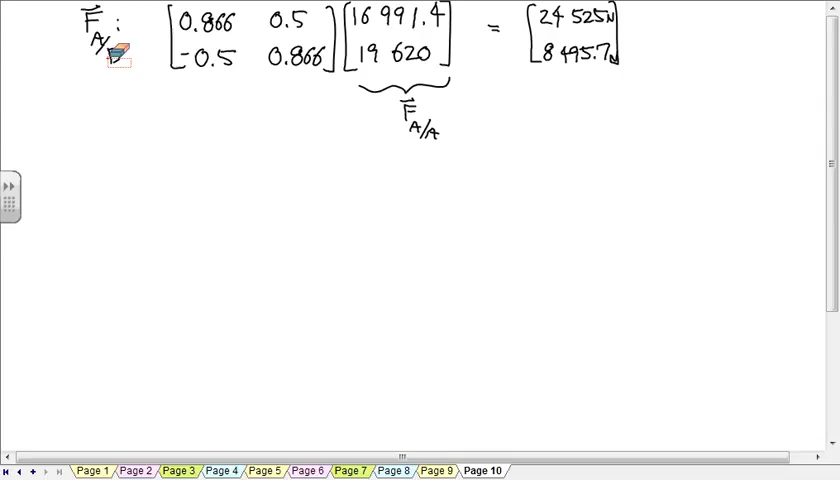 F A/ : [0.866 0.5] [16 991.4] = [24 525N]
[-0.5 0.866] [19 620] [8 495.7N]
F A/A
Page 1 Page 2 Page 3 Page 4 Page 5 Page 6 Page 7 Page 8 Page 9 Page 10